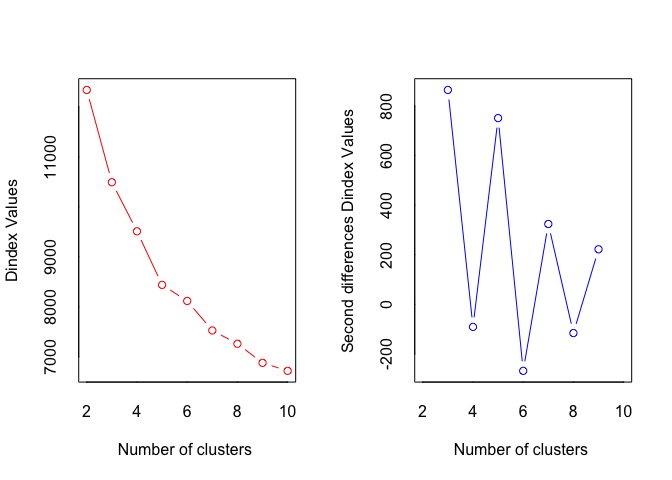 Dindex Values
7000 8000 9000 11000
2 4 6 8 10
Number of clusters
Second differences Dindex Values
-200 0 200 400 600 800
2 4 6 8 10
Number of clusters